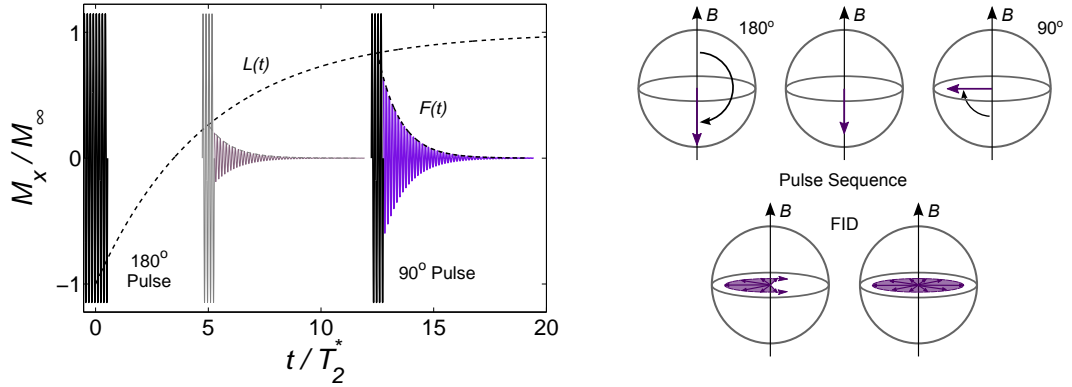 M_x / M_∞
1
0
−1
L(t)
F(t)
180°
Pulse
90° Pulse
0
5
10
15
20
t / T_2^*
B
180°
B
B
90°
Pulse Sequence
B
FID
B